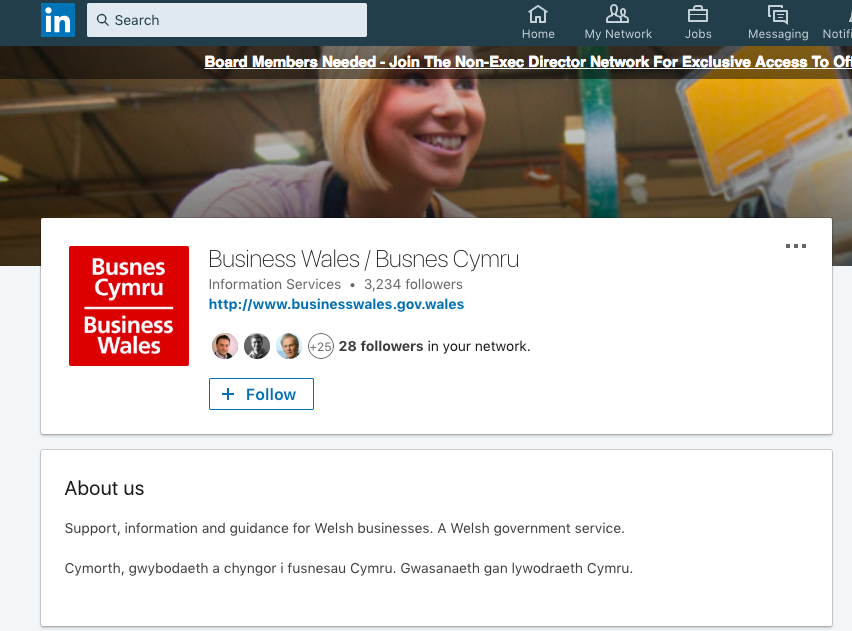 in Search
Home My Network Jobs Messaging
Board Members Needed - Join The Non-Exec Director Network For Exclusive Access To
Busnes
Cymru
Business
Wales
Business Wales / Busnes Cymru
Information Services • 3,234 followers
http://www.businesswales.gov.wales
+25 28 followers in your network.
+ Follow
About us
Support, information and guidance for Welsh businesses. A Welsh government service.
Cymorth, gwybodaeth a chyngor i fusnesau Cymru. Gwasanaeth gan lywodraeth Cymru.